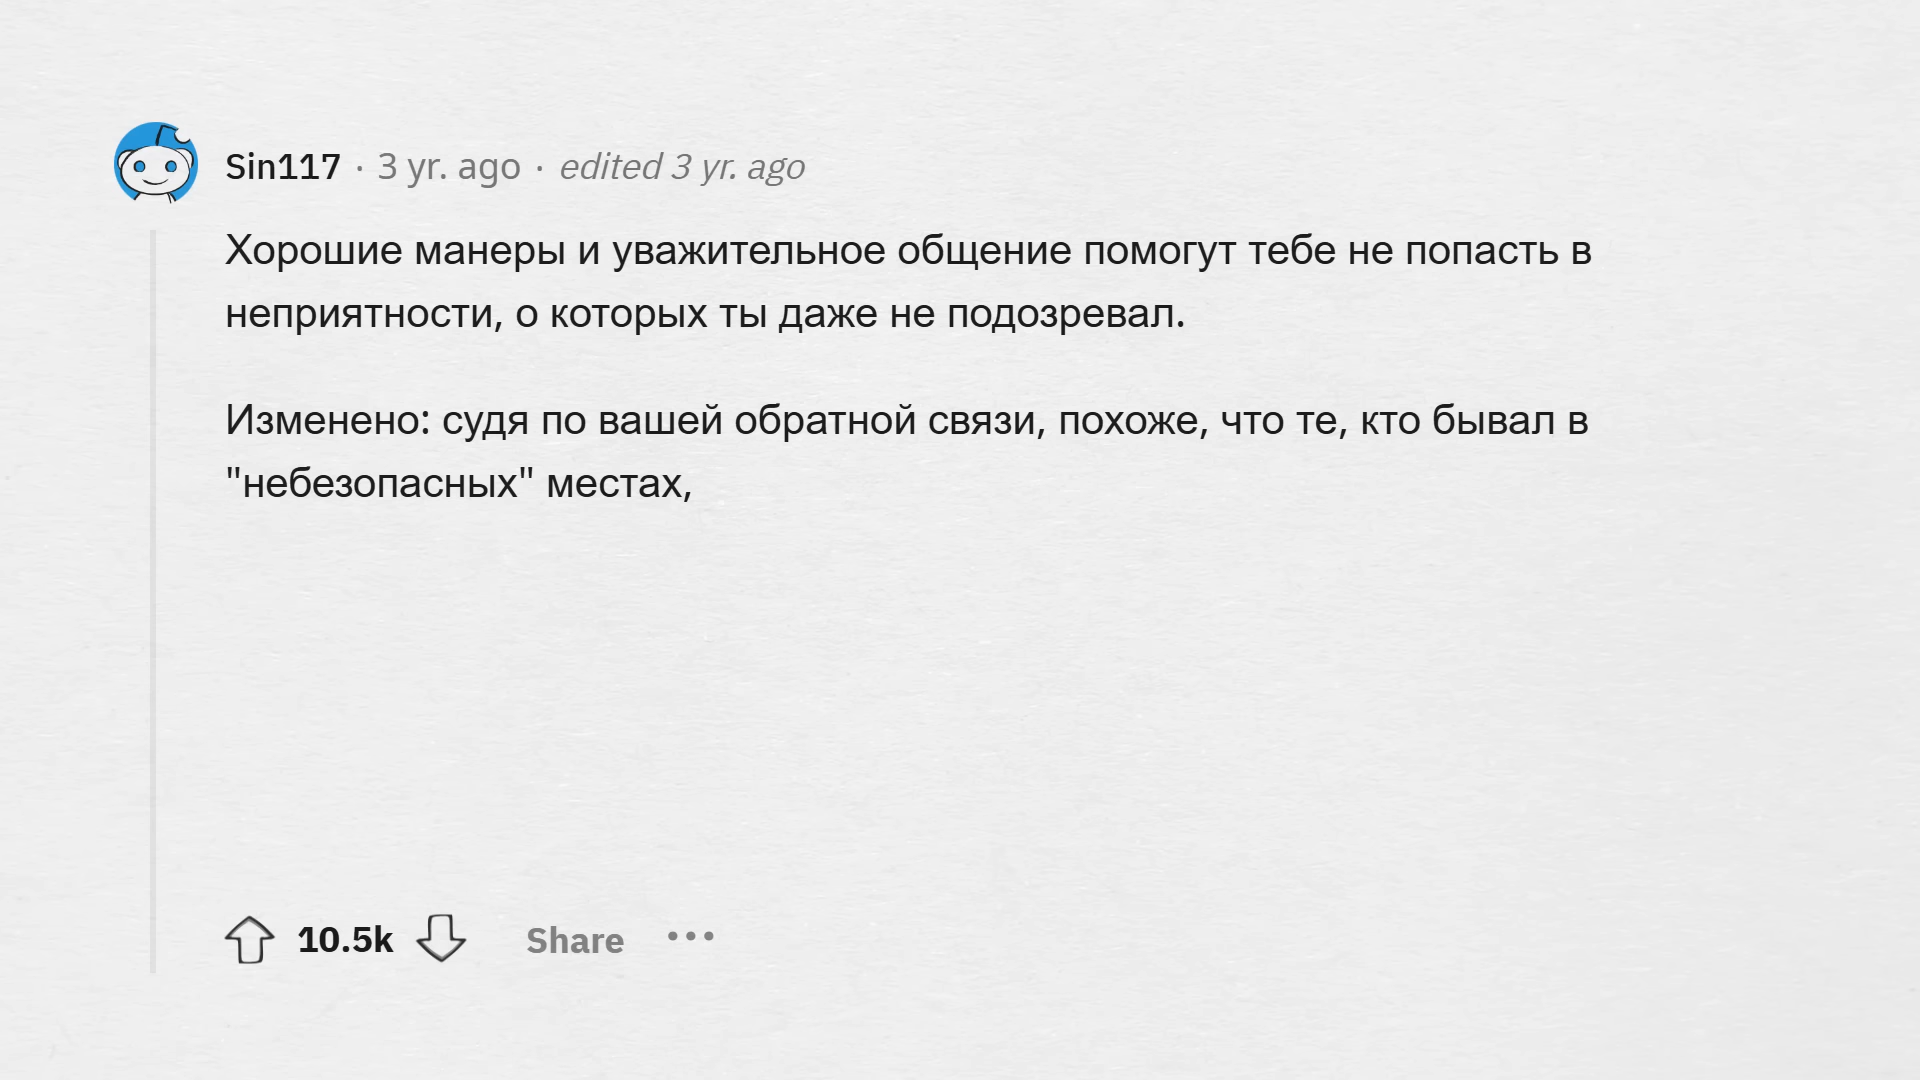 Sin117 · 3 yr. ago · edited 3 yr. ago
Хорошие манеры и уважительное общение помогут тебе не попасть в
неприятности, о которых ты даже не подозревал.
Изменено: судя по вашей обратной связи, похоже, что те, кто бывал в
"небезопасных" местах,
10.5k Share •••